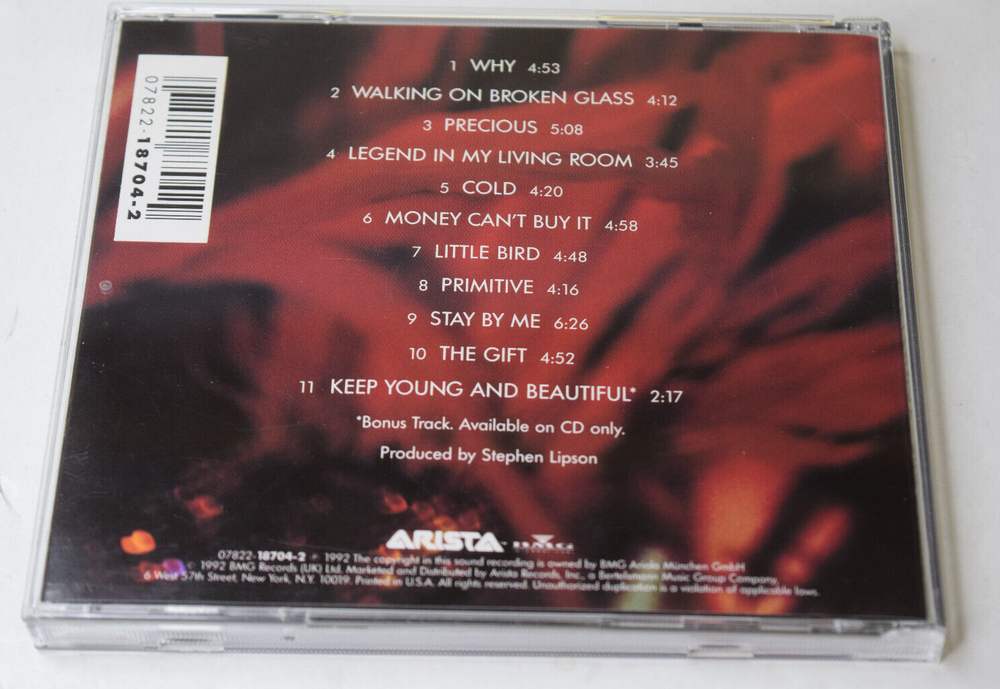 07822-18704-2
1 WHY 4:53
2 WALKING ON BROKEN GLASS 4:12
3 PRECIOUS 5:08
4 LEGEND IN MY LIVING ROOM 3:45
5 COLD 4:20
6 MONEY CAN'T BUY IT 4:58
7 LITTLE BIRD 4:48
8 PRIMITIVE 4:16
9 STAY BY ME 6:26
10 THE GIFT 4:52
11 KEEP YOUNG AND BEAUTIFUL* 2:17
*Bonus Track. Available on CD only.
Produced by Stephen Lipson
ARISTA BMG
07822-18704-2 ℗ 1992 The copyright in this sound recording is owned by BMG Ariola München GmbH
© 1992 BMG Records (UK) Ltd. Marketed and Distributed by Arista Records, Inc., a Bertelsmann Music Group Company,
6 West 57th Street, New York, N.Y. 10019. Printed in U.S.A. All rights reserved. Unauthorized duplication is a violation of applicable laws.